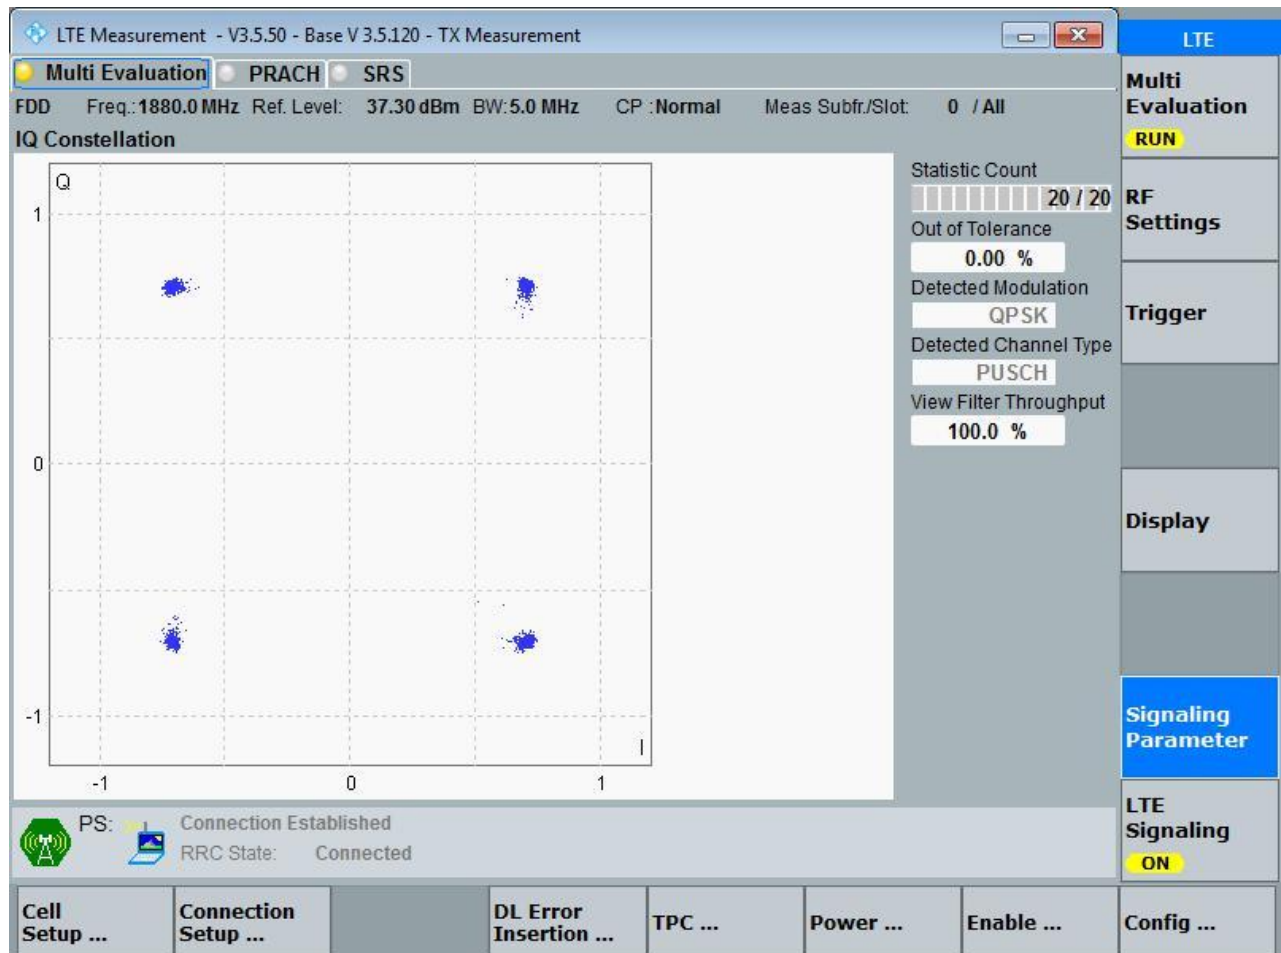 LTE Measurement - V3.5.50 - Base V 3.5.120 - TX Measurement
LTE
Multi Evaluation PRACH SRS
FDD Freq.:1880.0 MHz Ref. Level: 37.30 dBm BW:5.0 MHz CP :Normal Meas Subfr./Slot: 0 / All
IQ Constellation
Q
1
0
-1
I
-1 0 1
Statistic Count
20 / 20
Out of Tolerance
0.00 %
Detected Modulation
QPSK
Detected Channel Type
PUSCH
View Filter Throughput
100.0 %
Multi
Evaluation
RUN
RF
Settings
Trigger
Display
Signaling
Parameter
LTE
Signaling
ON
PS: Connection Established
RRC State: Connected
Cell
Setup ...
Connection
Setup ...
DL Error
Insertion ...
TPC ...
Power ...
Enable ...
Config ...